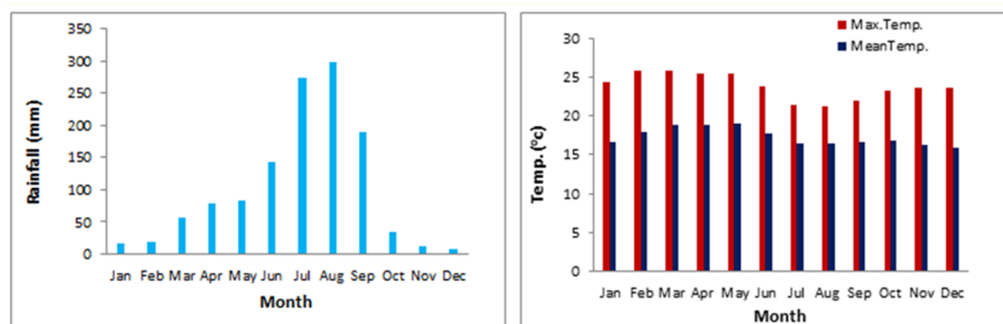 350
300
250
200
150
100
50
0
Rainfall (mm)
Jan Feb Mar Apr May Jun Jul Aug Sep Oct Nov Dec
Month
Max.Temp.
MeanTemp.
30
25
20
15
10
5
0
Temp.(°c)
Jan Feb Mar Apr May Jun Jul Aug Sep Oct Nov Dec
Month